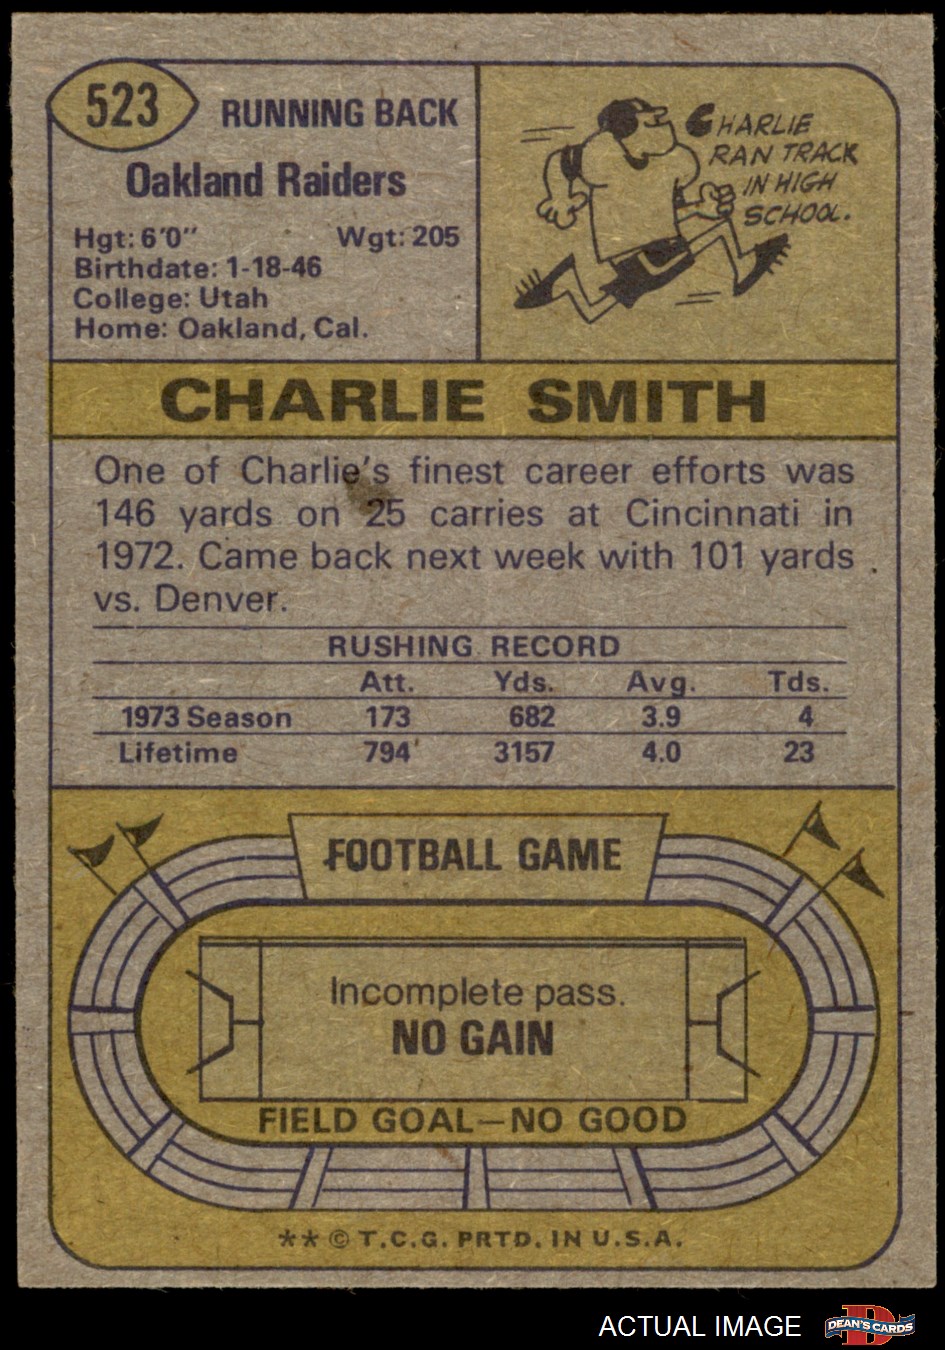 523
RUNNING BACK
Oakland Raiders
Hgt: 6'0" Wgt: 205
Birthdate: 1-18-46
College: Utah
Home: Oakland, Cal.
CHARLIE
RAN TRACK
IN HIGH
SCHOOL.
CHARLIE SMITH
One of Charlie's finest career efforts was
146 yards on 25 carries at Cincinnati in
1972. Came back next week with 101 yards
vs. Denver.
RUSHING RECORD
Att. Yds. Avg. Tds.
1973 Season 173 682 3.9 4
Lifetime 794 3157 4.0 23
FOOTBALL GAME
Incomplete pass.
NO GAIN
FIELD GOAL—NO GOOD
** © T.C.G. PRTD. IN U.S.A.
ACTUAL IMAGE
DEAN'S CARDS